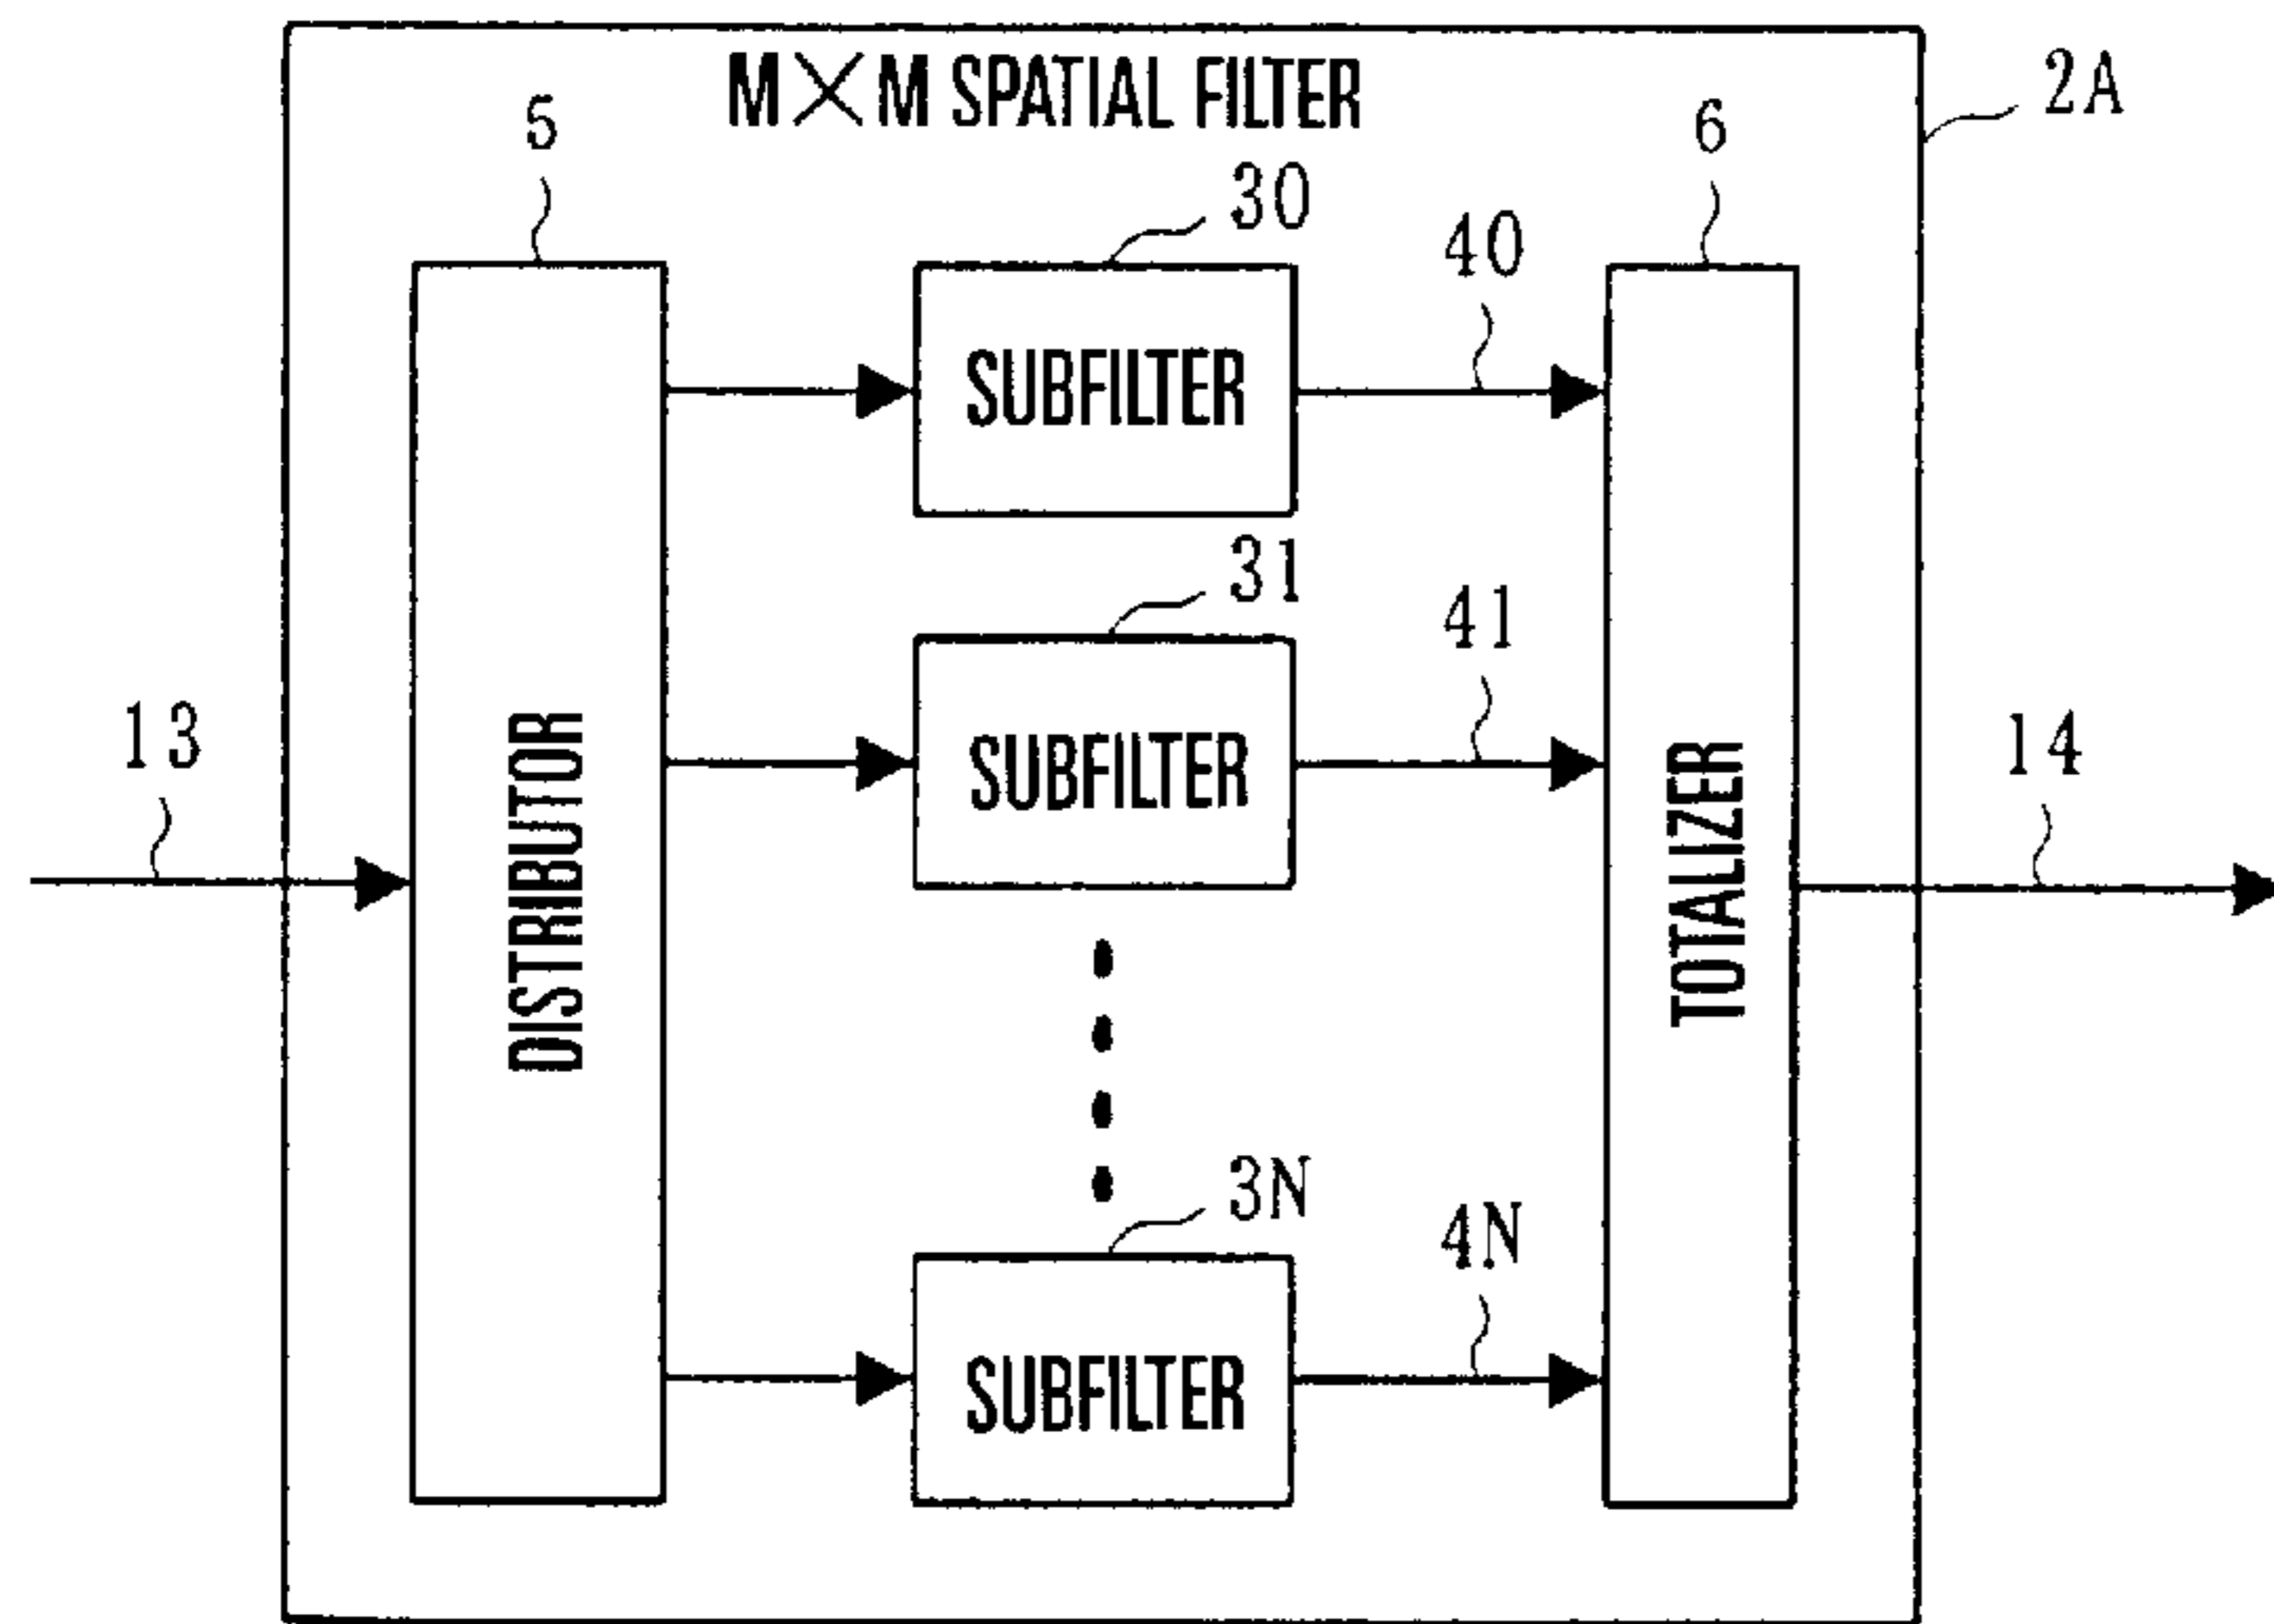 M×M SPATIAL FILTER
2A
5
6
30
40
SUBFILTER
31
41
SUBFILTER
13
14
DISTRIBUTOR
TOTALIZER
3N
4N
SUBFILTER